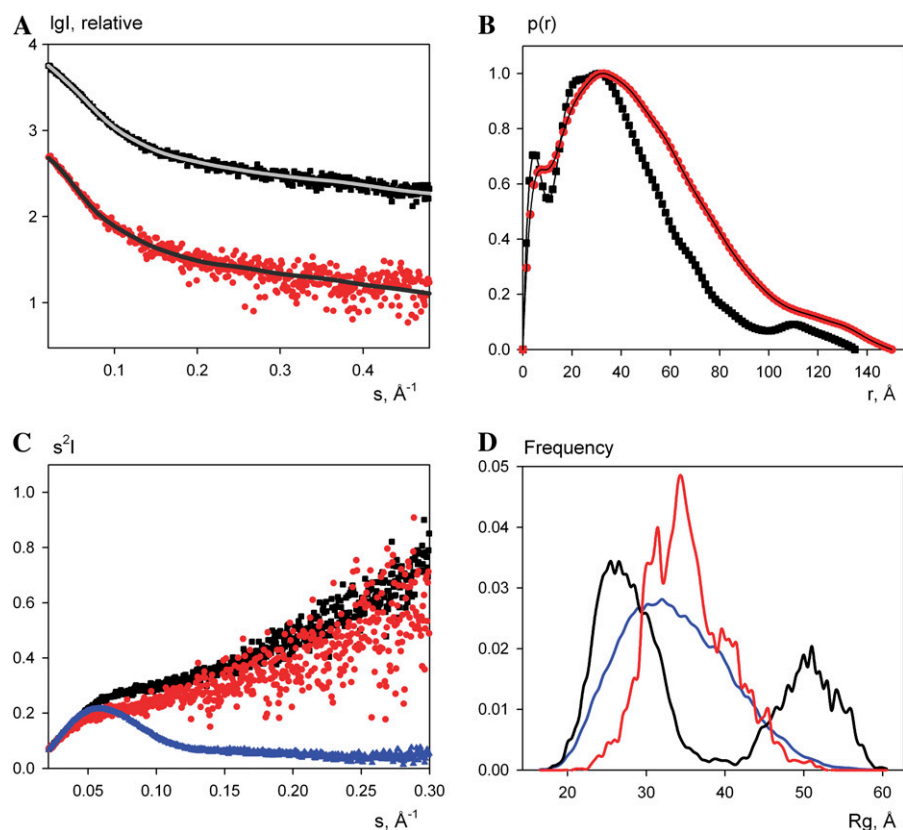 A lgI, relative
4
3
2
1
0.1 0.2 0.3 0.4
s, Å-1
B p(r)
1.0
0.8
0.6
0.4
0.2
0.0
0 20 40 60 80 100 120 140
r, Å
C s2I
1.0
0.8
0.6
0.4
0.2
0.0
0.05 0.10 0.15 0.20 0.25 0.30
s, Å-1
D Frequency
0.05
0.04
0.03
0.02
0.01
0.00
20 30 40 50 60
Rg, Å